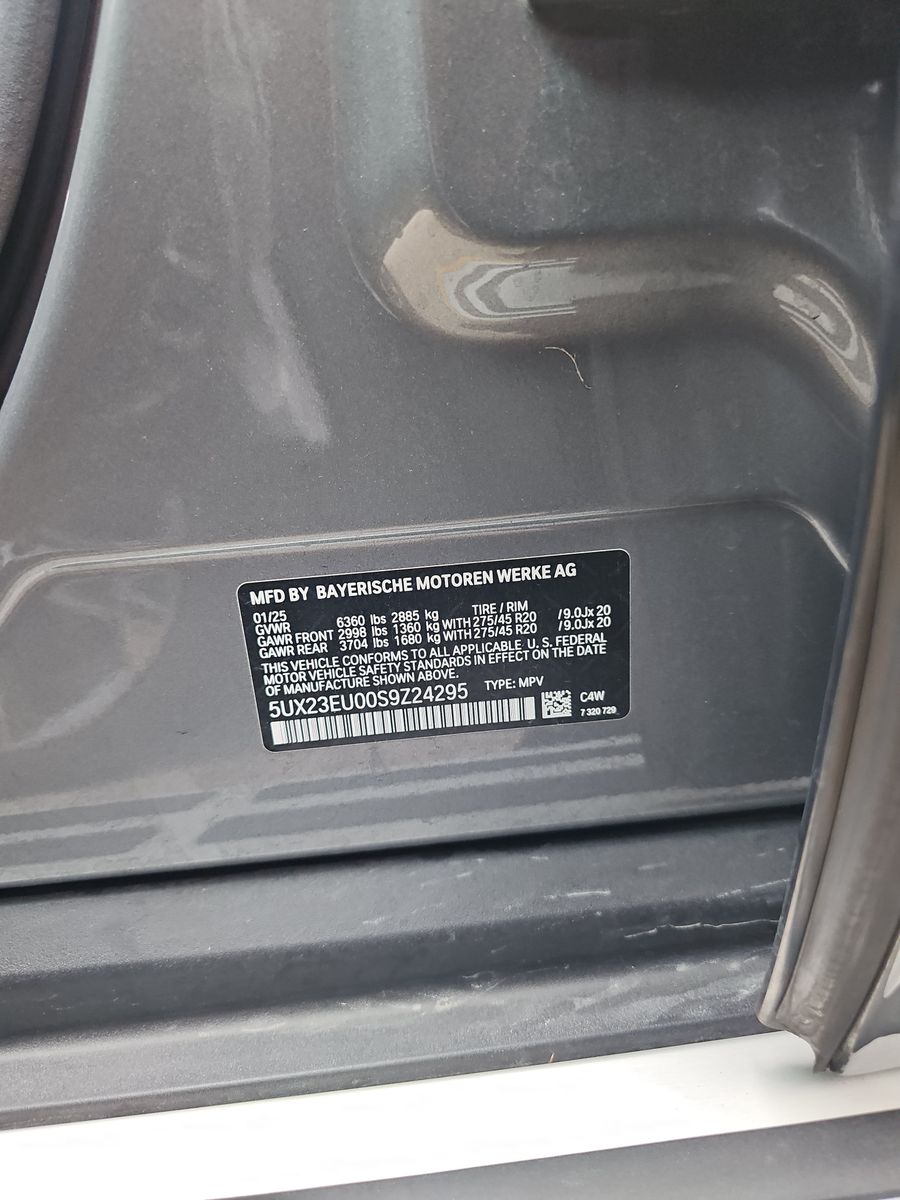 MFD BY BAYERISCHE MOTOREN WERKE AG
01/25 TIRE / RIM
GVWR 6360 lbs 2885 kg
GAWR FRONT 2998 lbs 1360 kg WITH 275/45 R20 /9.0Jx 20
GAWR REAR 3704 lbs 1680 kg WITH 275/45 R20 /9.0Jx 20
THIS VEHICLE CONFORMS TO ALL APPLICABLE U. S. FEDERAL
MOTOR VEHICLE SAFETY STANDARDS IN EFFECT ON THE DATE
OF MANUFACTURE SHOWN ABOVE.
5UX23EU00S9Z24295 TYPE: MPV
C4W
7 320 729